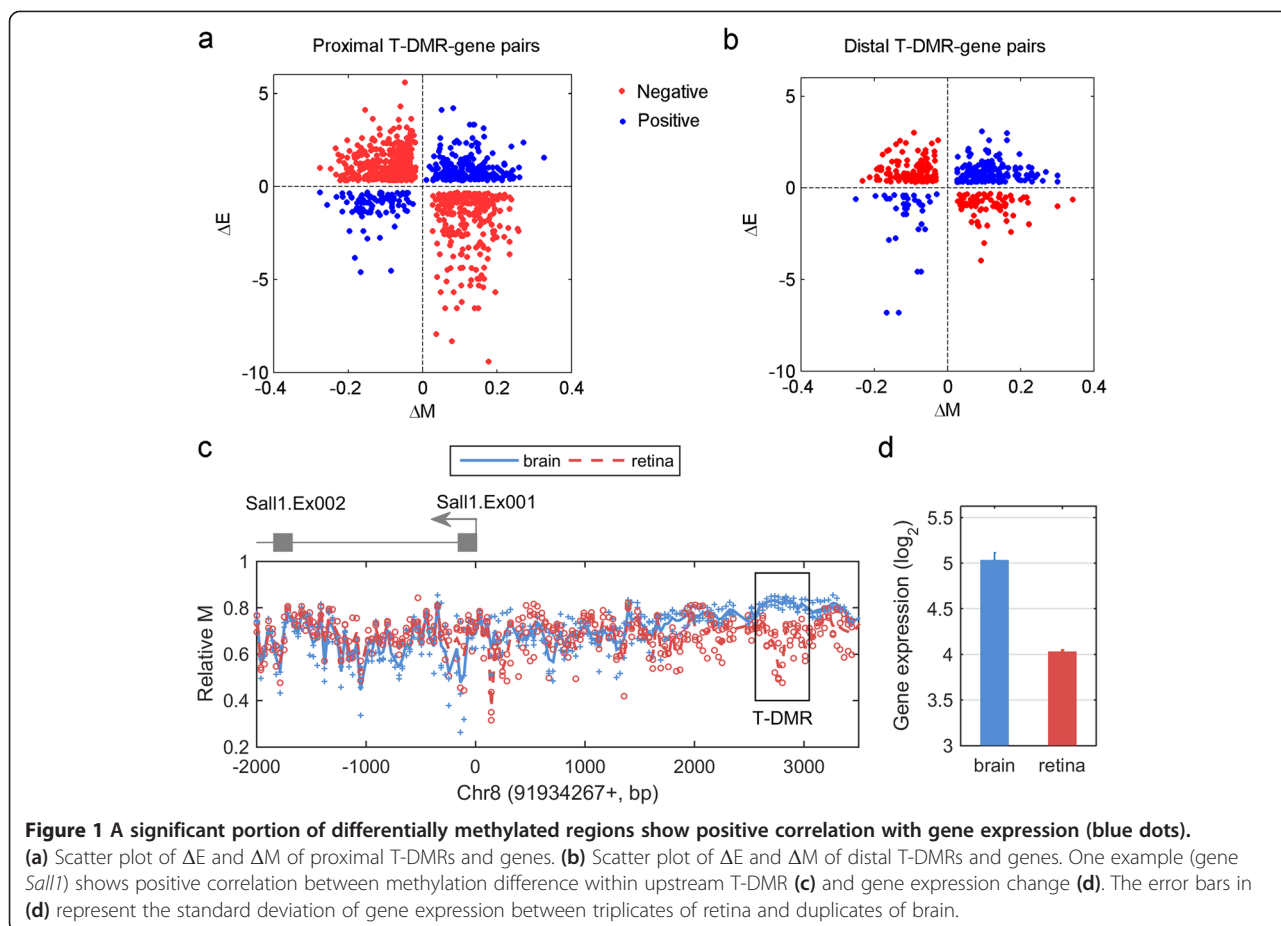 a
Proximal T-DMR-gene pairs
5
0
-5
-10
-0.4
-0.2
0
0.2
0.4
ΔE
ΔM
Negative
Positive
b
Distal T-DMR-gene pairs
5
0
-5
-10
-0.4
-0.2
0
0.2
0.4
ΔE
ΔM
c
brain
retina
Sall1.Ex002
Sall1.Ex001
1
0.8
0.6
0.4
0.2
Relative M
T-DMR
-2000
-1000
0
1000
2000
3000
Chr8 (91934267+, bp)
d
5.5
5
4.5
4
3.5
3
Gene expression (log2)
brain
retina
Figure 1 A significant portion of differentially methylated regions show positive correlation with gene expression (blue dots).
(a) Scatter plot of ΔE and ΔM of proximal T-DMRs and genes. (b) Scatter plot of ΔE and ΔM of distal T-DMRs and genes. One example (gene
Sall1) shows positive correlation between methylation difference within upstream T-DMR (c) and gene expression change (d). The error bars in
(d) represent the standard deviation of gene expression between triplicates of retina and duplicates of brain.